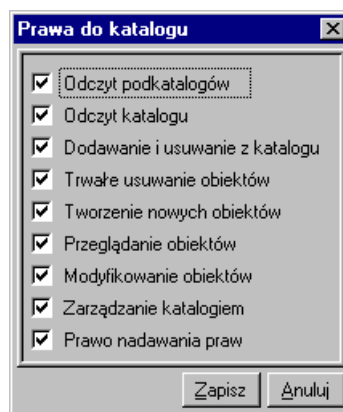 Prawa do katalogu
Odczyt podkatalogów
Odczyt katalogu
Dodawanie i usuwanie z katalogu
Trwałe usuwanie obiektów
Tworzenie nowych obiektów
Przeglądanie obiektów
Modyfikowanie obiektów
Zarządzanie katalogiem
Prawo nadawania praw
Zapisz Anuluj